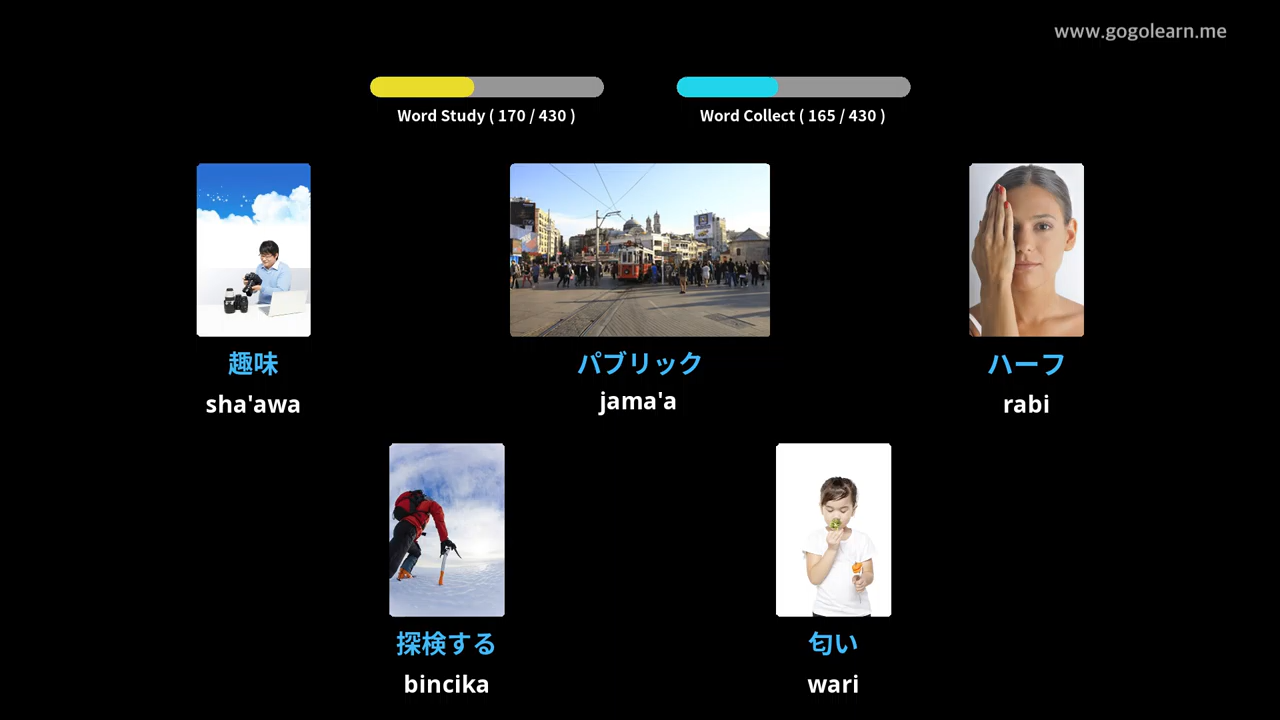 www.gogolearn.me
Word Study ( 170 / 430 )
Word Collect ( 165 / 430 )
趣味
sha'awa
パブリック
jama'a
ハーフ
rabi
探検する
bincika
匂い
wari